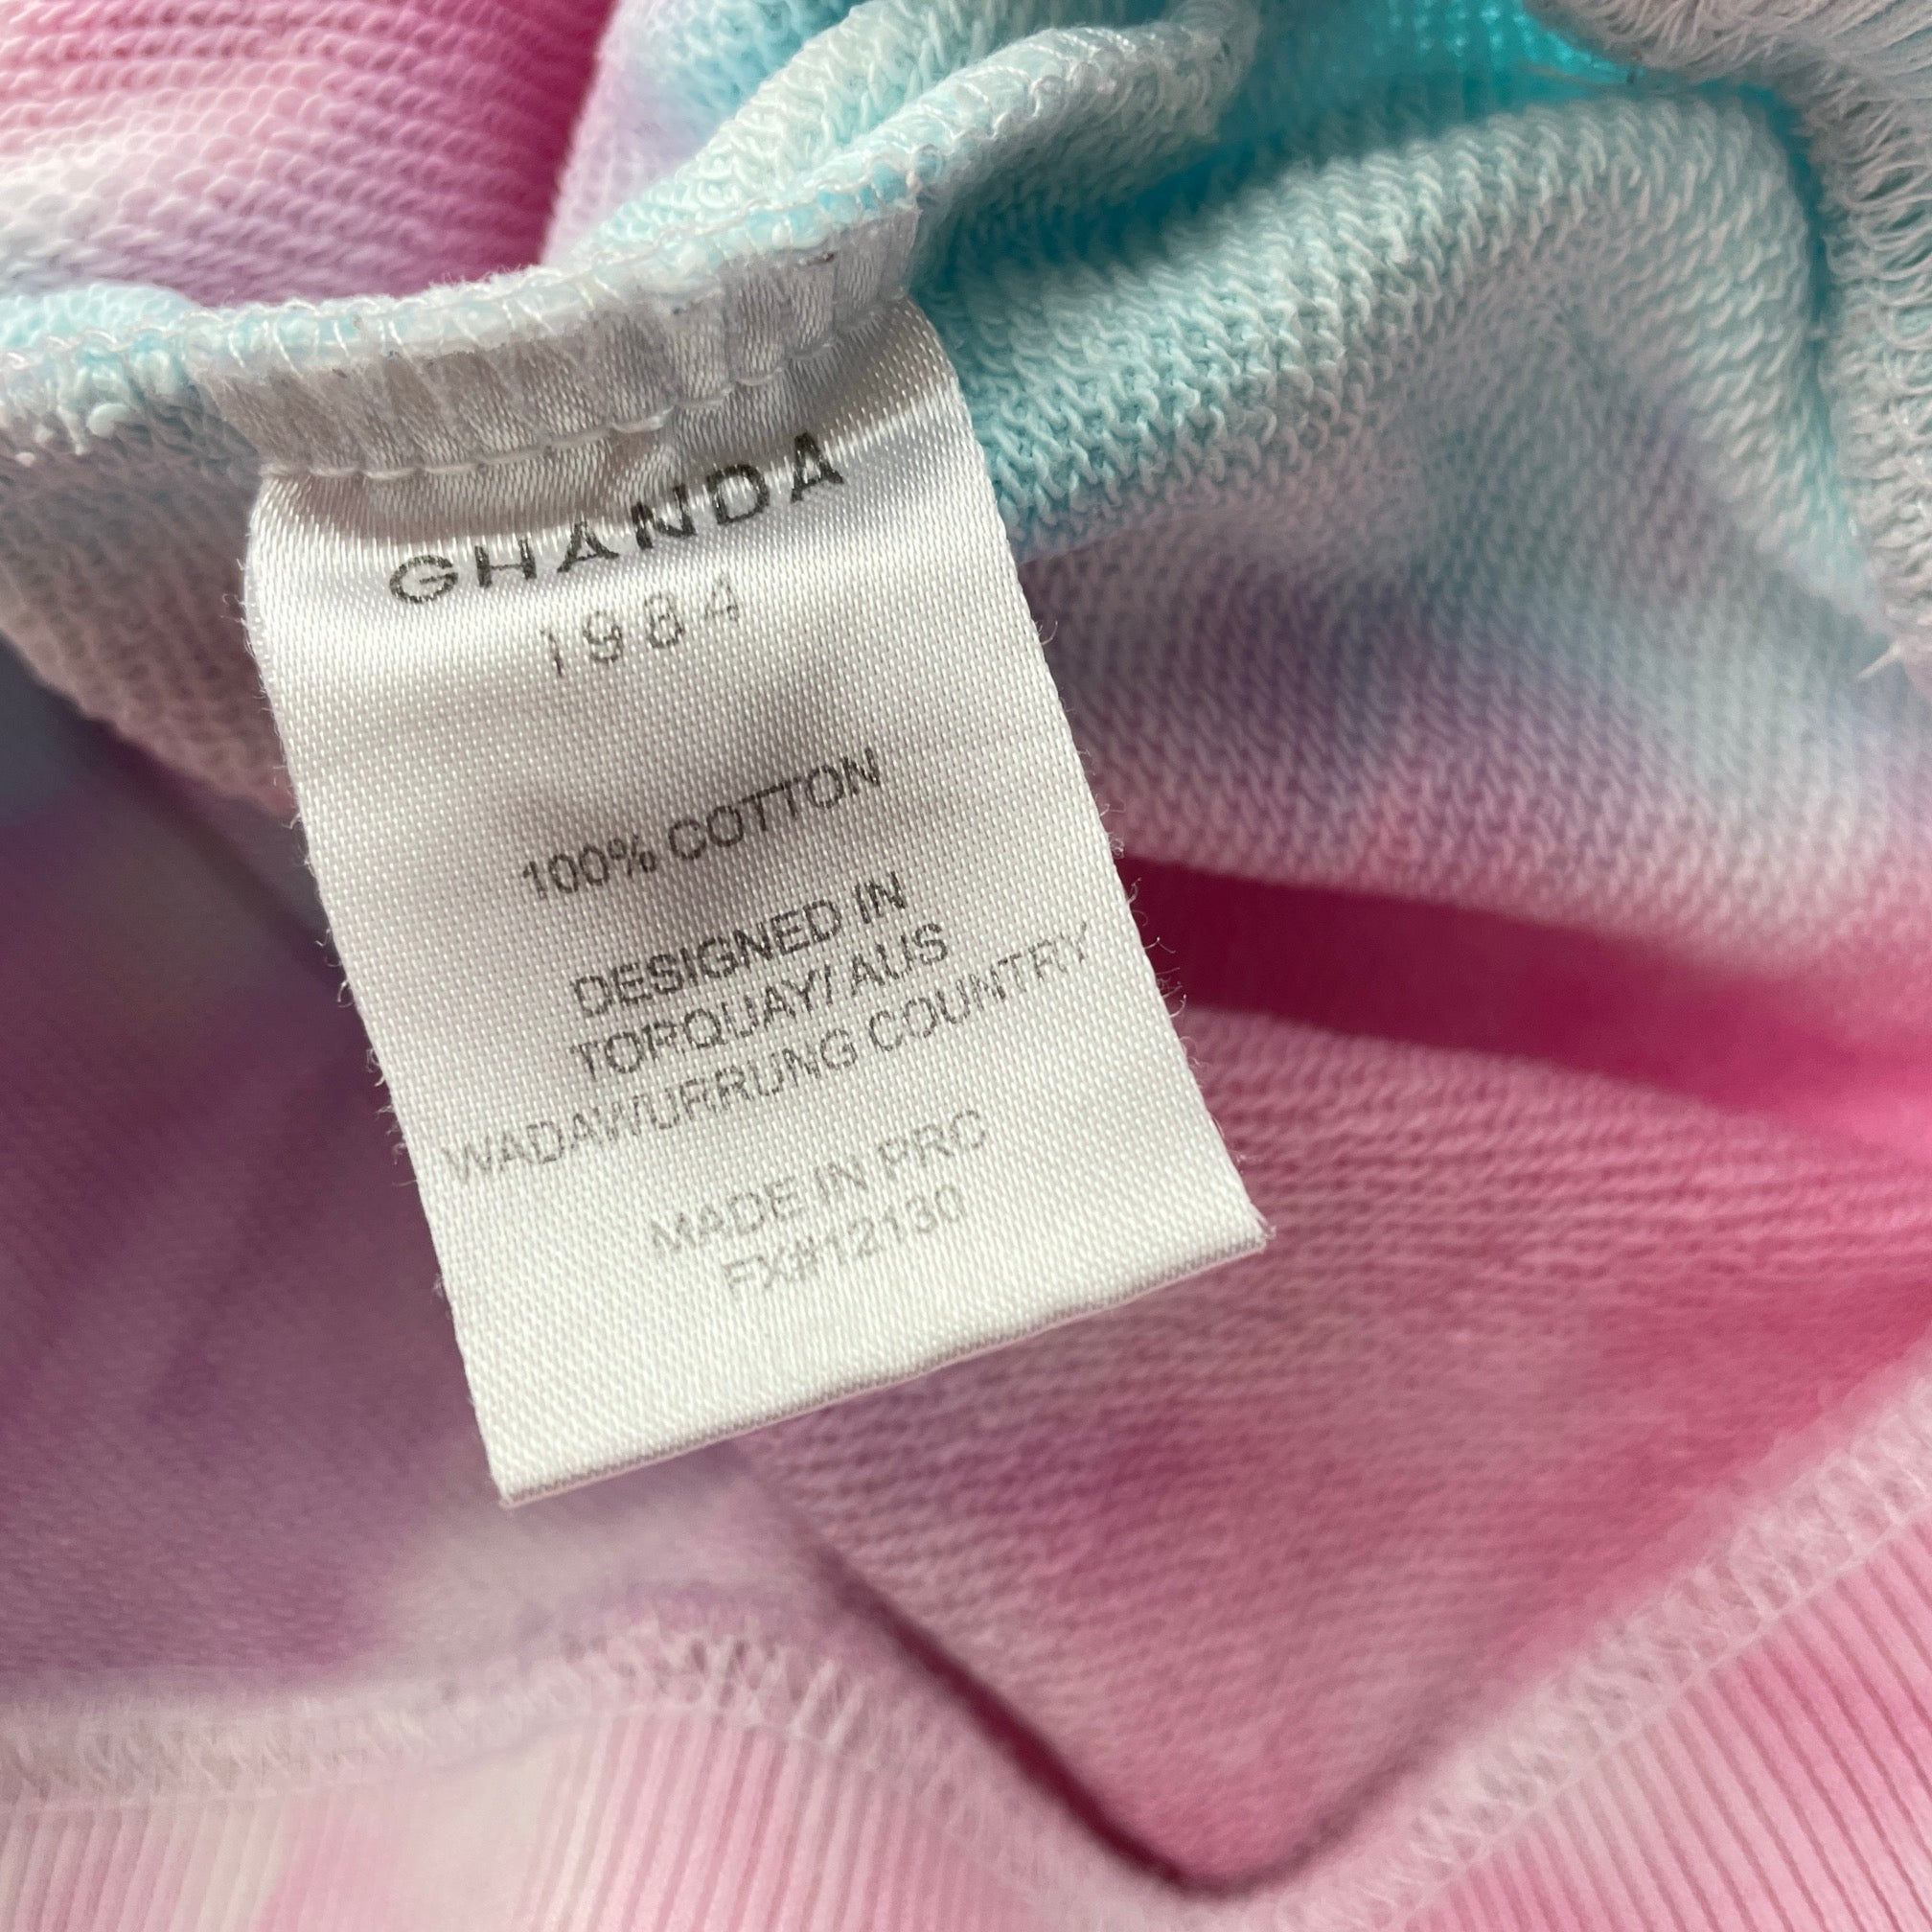 GHANDA
1984
100% COTTON
DESIGNED IN
TORQUAY/ AUS
WADAWURRUNG COUNTRY
MADE IN PRC
FX#12130